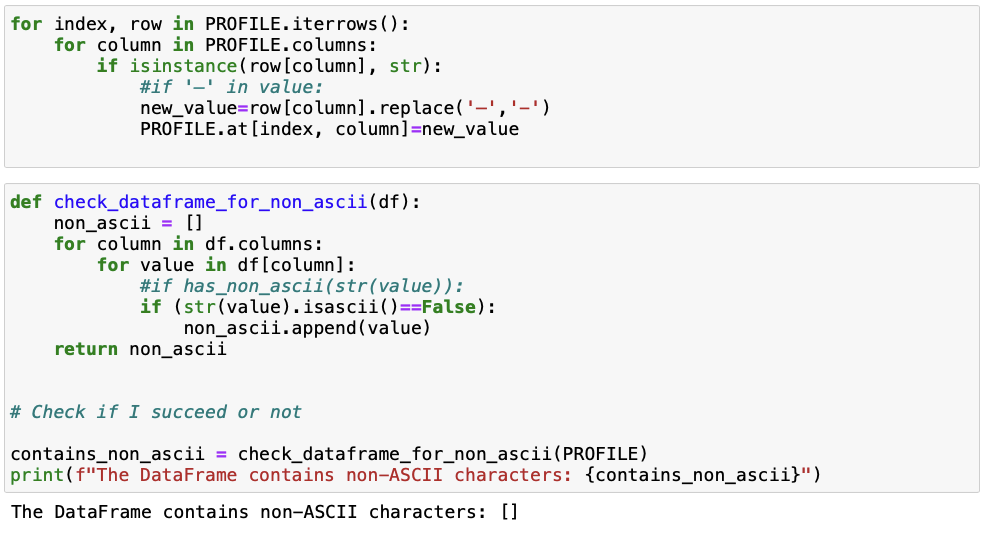 for index, row in PROFILE.iterrows():
    for column in PROFILE.columns:
        if isinstance(row[column], str):
            #if '—' in value:
            new_value=row[column].replace('—','-')
            PROFILE.at[index, column]=new_value
def check_dataframe_for_non_ascii(df):
    non_ascii = []
    for column in df.columns:
        for value in df[column]:
            #if has_non_ascii(str(value)):
            if (str(value).isascii()==False):
                non_ascii.append(value)
    return non_ascii
# Check if I succeed or not
contains_non_ascii = check_dataframe_for_non_ascii(PROFILE)
print(f"The DataFrame contains non-ASCII characters: {contains_non_ascii}")
The DataFrame contains non-ASCII characters: []